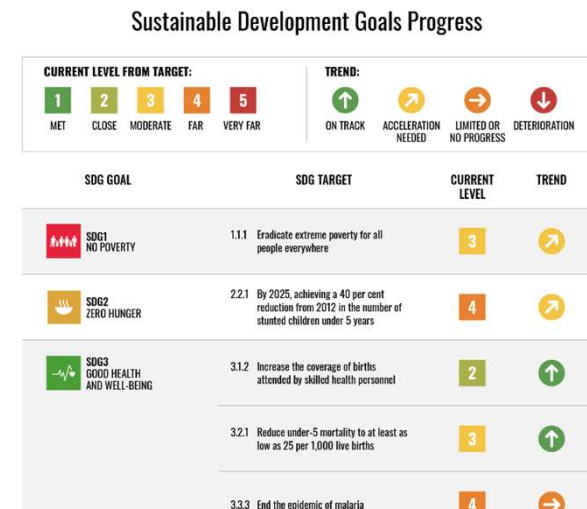 Sustainable Development Goals Progress
CURRENT LEVEL FROM TARGET:
1
2
3
4
5
MET
CLOSE
MODERATE
FAR
VERY FAR
TREND:
ON TRACK
ACCELERATION
NEEDED
LIMITED OR
NO PROGRESS
DETERIORATION
SDG GOAL
SDG TARGET
CURRENT
LEVEL
TREND
SDG1
NO POVERTY
1.1.1 Eradicate extreme poverty for all
people everywhere
3
SDG2
ZERO HUNGER
2.2.1 By 2025, achieving a 40 per cent
reduction from 2012 in the number of
stunted children under 5 years
4
SDG3
GOOD HEALTH
AND WELL-BEING
3.1.2 Increase the coverage of births
attended by skilled health personnel
2
3.2.1 Reduce under-5 mortality to at least as
low as 25 per 1,000 live births
3
3.3.3 End the epidemic of malaria
4